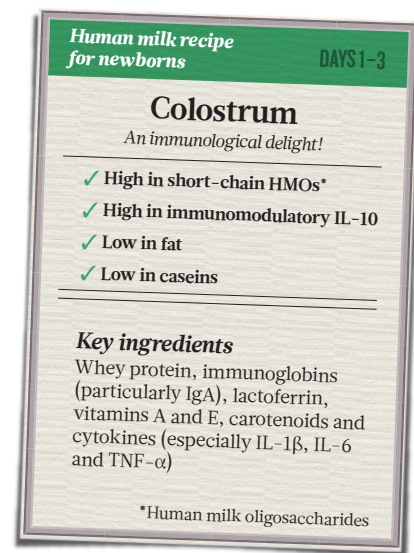 Human milk recipe
for newborns
DAYS 1–3
Colostrum
An immunological delight!
✓ High in short-chain HMOs*
✓ High in immunomodulatory IL-10
✓ Low in fat
✓ Low in caseins
Key ingredients
Whey protein, immunoglobins
(particularly IgA), lactoferrin,
vitamins A and E, carotenoids and
cytokines (especially IL-1β, IL-6
and TNF-α)
*Human milk oligosaccharides